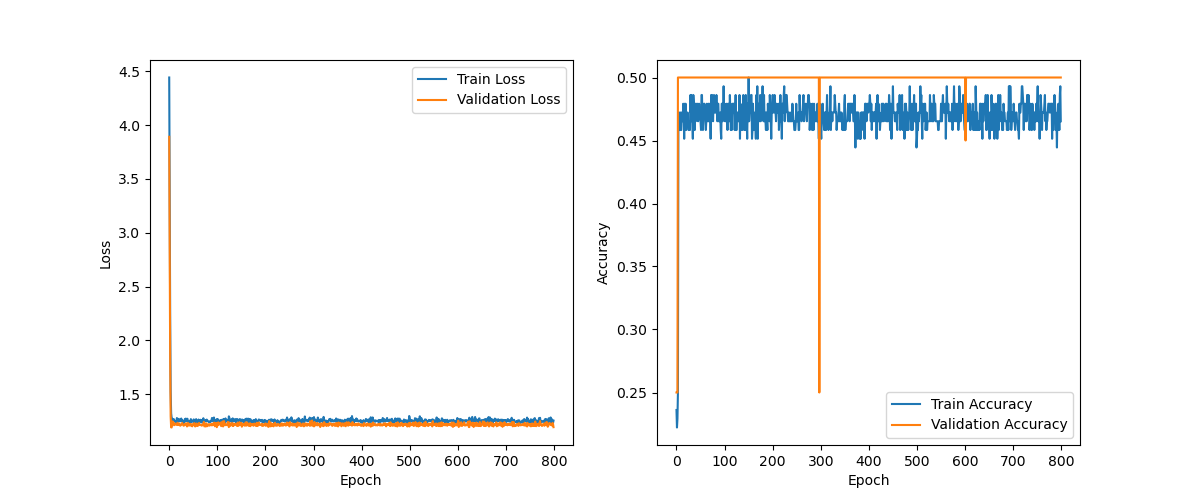 4.5
4.0
3.5
3.0
2.5
2.0
1.5
Loss
0 100 200 300 400 500 600 700 800
Epoch
Train Loss
Validation Loss
0.50
0.45
0.40
0.35
0.30
0.25
Accuracy
0 100 200 300 400 500 600 700 800
Epoch
Train Accuracy
Validation Accuracy